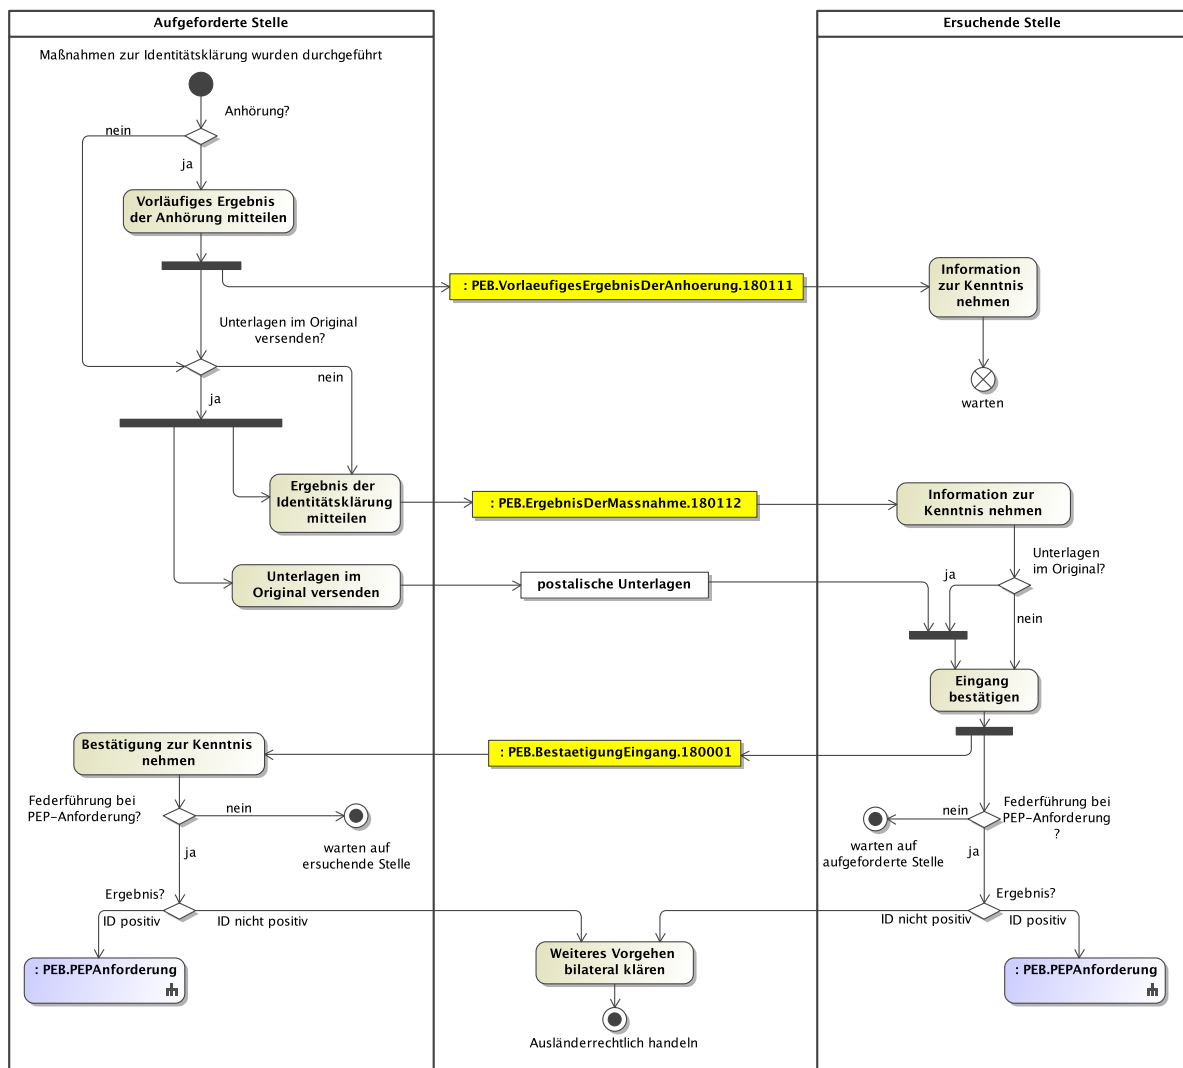 Aufgeforderte Stelle
Ersuchende Stelle
Maßnahmen zur Identitätsklärung wurden durchgeführt
Anhörung?
nein
ja
Vorläufiges Ergebnis
der Anhörung mitteilen
: PEB.VorlaeufigesErgebnisDerAnhoerung.180111
Information
zur Kenntnis
nehmen
warten
Unterlagen im Original
versenden?
nein
ja
Ergebnis der
Identitätsklärung
mitteilen
: PEB.ErgebnisDerMassnahme.180112
Information zur
Kenntnis nehmen
Unterlagen
im Original?
ja
nein
Unterlagen im
Original versenden
postalische Unterlagen
Eingang
bestätigen
: PEB.BestaetigungEingang.180001
Bestätigung zur Kenntnis
nehmen
Federführung bei
PEP-Anforderung?
nein
warten auf
ersuchende Stelle
ja
Federführung bei
PEP-Anforderung
?
nein
warten auf
aufgeforderte Stelle
ja
Ergebnis?
ID positiv
ID nicht positiv
Ergebnis?
ID nicht positiv
ID positiv
: PEB.PEPAnforderung
Weiteres Vorgehen
bilateral klären
: PEB.PEPAnforderung
Ausländerrechtlich handeln